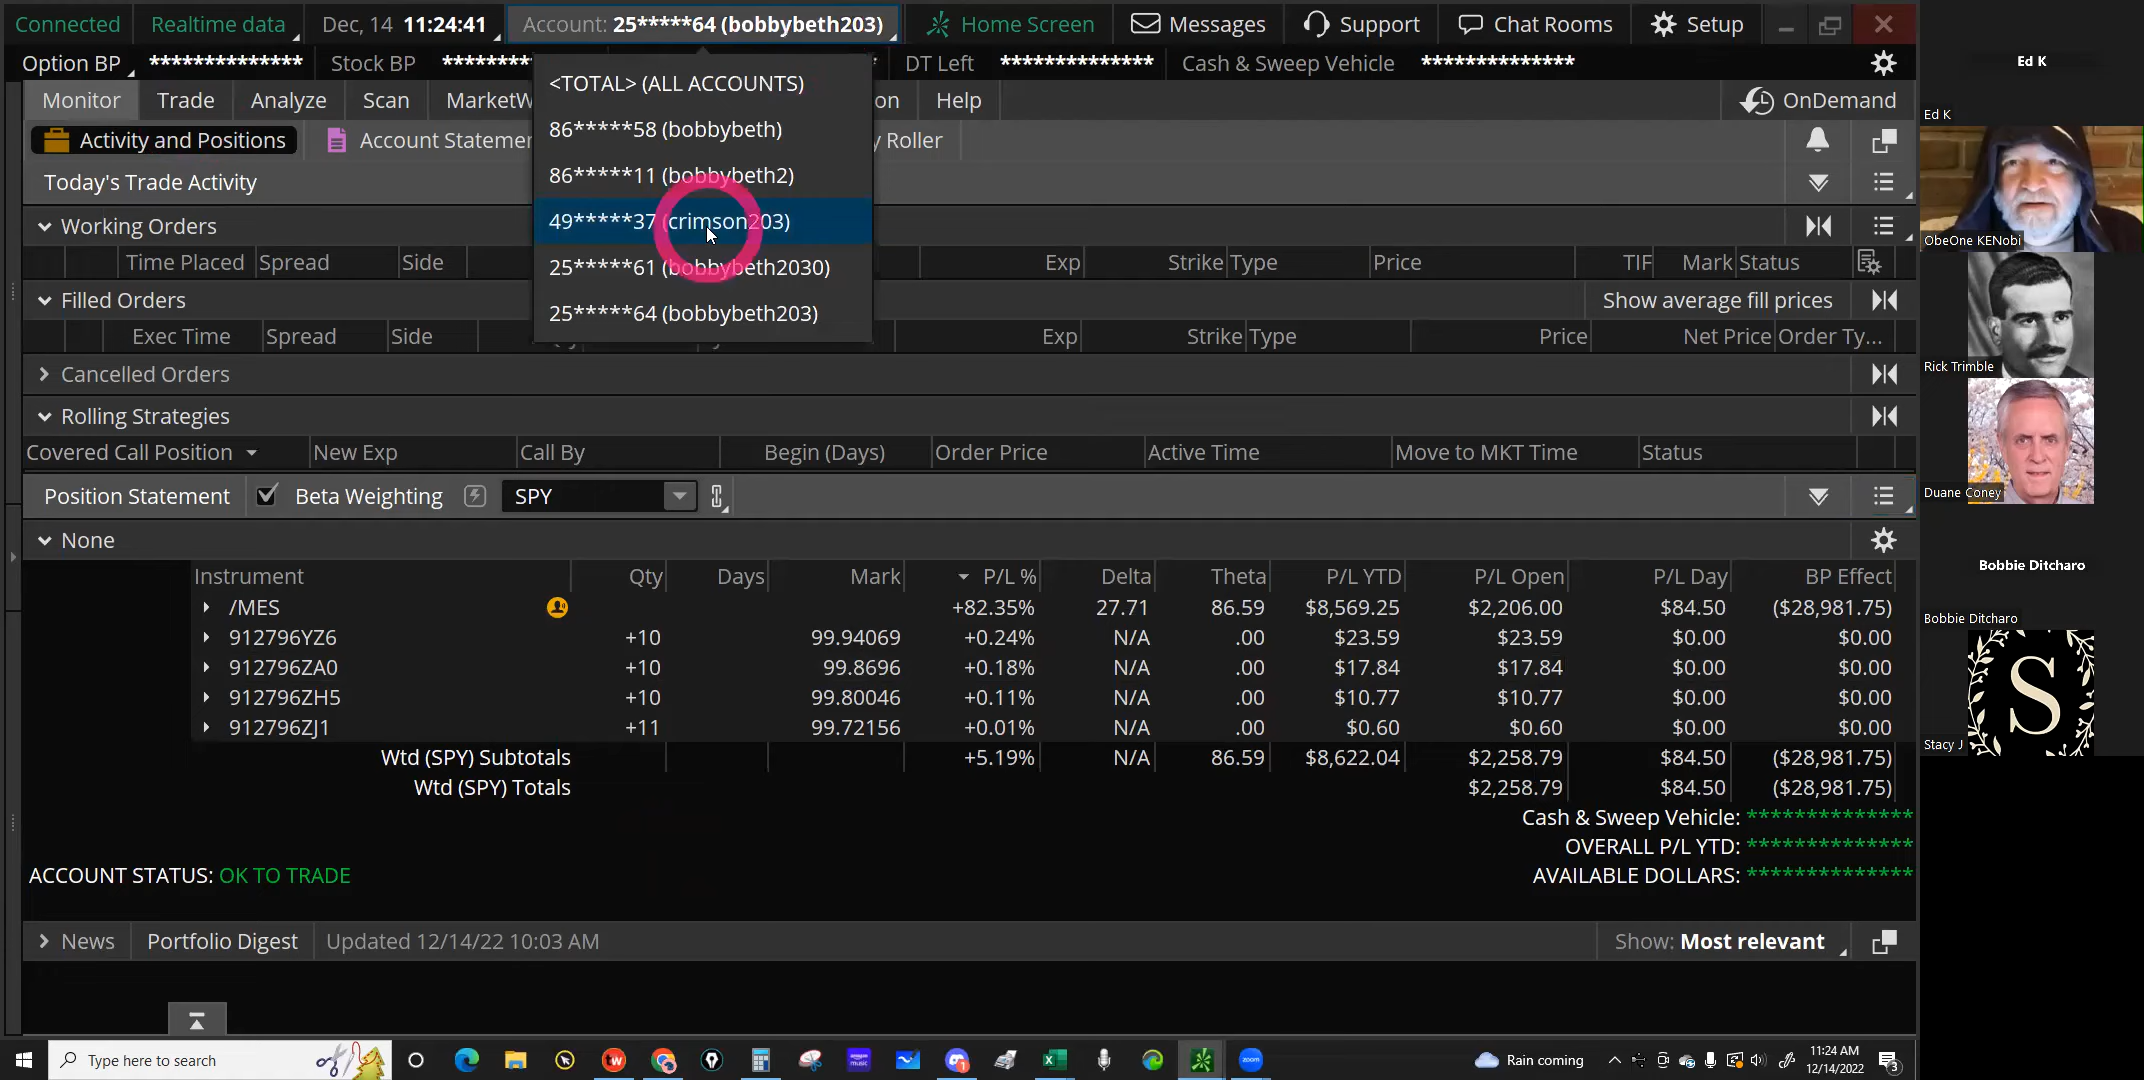 Connected Realtime data Dec, 14 11:24:41 Account: 25*****64 (bobbybeth203) Home Screen Messages Support Chat Rooms Setup
Option BP ************** Stock BP ******** DT Left ************** Cash & Sweep Vehicle **************
<TOTAL> (ALL ACCOUNTS)
86*****58 (bobbybeth)
86*****11 (bobbybeth2)
49*****37 (crimson203)
25*****61 (bobbybeth2030)
25*****64 (bobbybeth203)
Monitor Trade Analyze Scan MarketW on Help OnDemand
Activity and Positions Account Statemen y Roller
Today's Trade Activity
Working Orders
Time Placed Spread Side Exp Strike Type Price TIF Mark Status
Filled Orders Show average fill prices
Exec Time Spread Side Exp Strike Type Price Net Price Order Ty...
Cancelled Orders
Rolling Strategies
Covered Call Position New Exp Call By Begin (Days) Order Price Active Time Move to MKT Time Status
Position Statement Beta Weighting SPY
None
Instrument Qty Days Mark P/L % Delta Theta P/L YTD P/L Open P/L Day BP Effect
/MES +82.35% 27.71 86.59 $8,569.25 $2,206.00 $84.50 ($28,981.75)
912796YZ6 +10 99.94069 +0.24% N/A .00 $23.59 $23.59 $0.00 $0.00
912796ZA0 +10 99.8696 +0.18% N/A .00 $17.84 $17.84 $0.00 $0.00
912796ZH5 +10 99.80046 +0.11% N/A .00 $10.77 $10.77 $0.00 $0.00
912796ZJ1 +11 99.72156 +0.01% N/A .00 $0.60 $0.60 $0.00 $0.00
Wtd (SPY) Subtotals +5.19% N/A 86.59 $8,622.04 $2,258.79 $84.50 ($28,981.75)
Wtd (SPY) Totals $2,258.79 $84.50 ($28,981.75)
Cash & Sweep Vehicle: **************
OVERALL P/L YTD: **************
AVAILABLE DOLLARS: **************
ACCOUNT STATUS: OK TO TRADE
News Portfolio Digest Updated 12/14/22 10:03 AM Show: Most relevant
Type here to search
Rain coming
11:24 AM
12/14/2022
3
Ed K
Ed K
ObeOne KENobi
Rick Trimble
Duane Coney
Bobbie Ditcharo
Bobbie Ditcharo
S
Stacy J